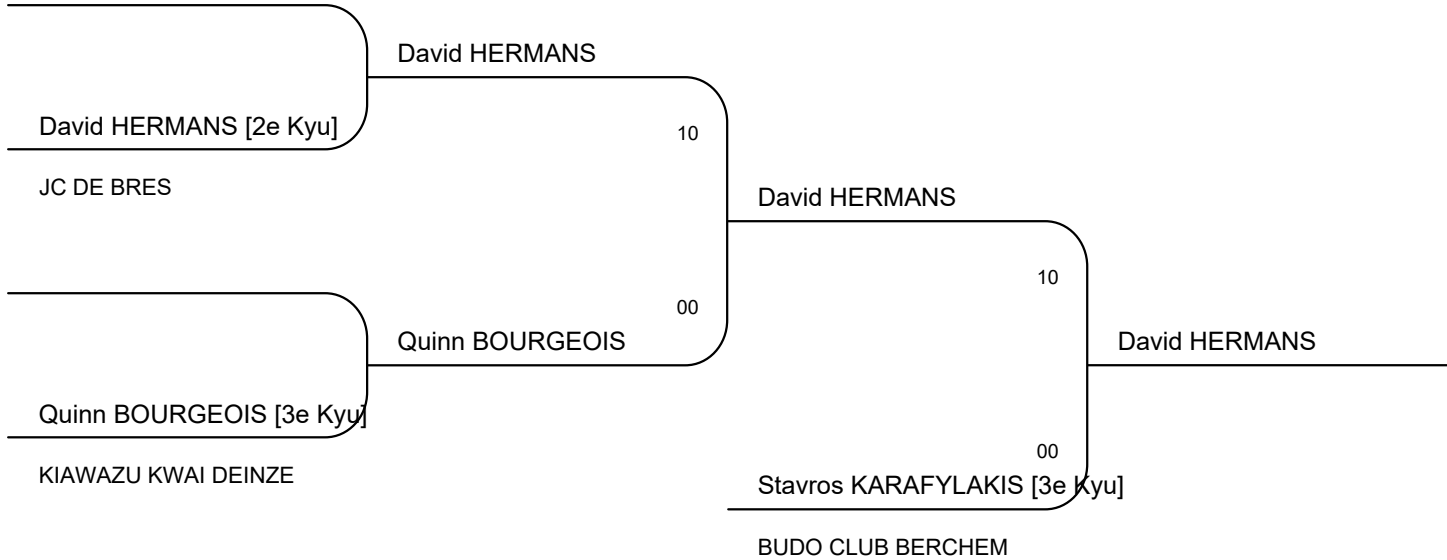 David HERMANS
David HERMANS [2e Kyu]
10
JC DE BRES
David HERMANS
10
00
Quinn BOURGEOIS
David HERMANS
Quinn BOURGEOIS [3e Kyu]
00
KIAWAZU KWAI DEINZE
Stavros KARAFYLAKIS [3e Kyu]
BUDO CLUB BERCHEM